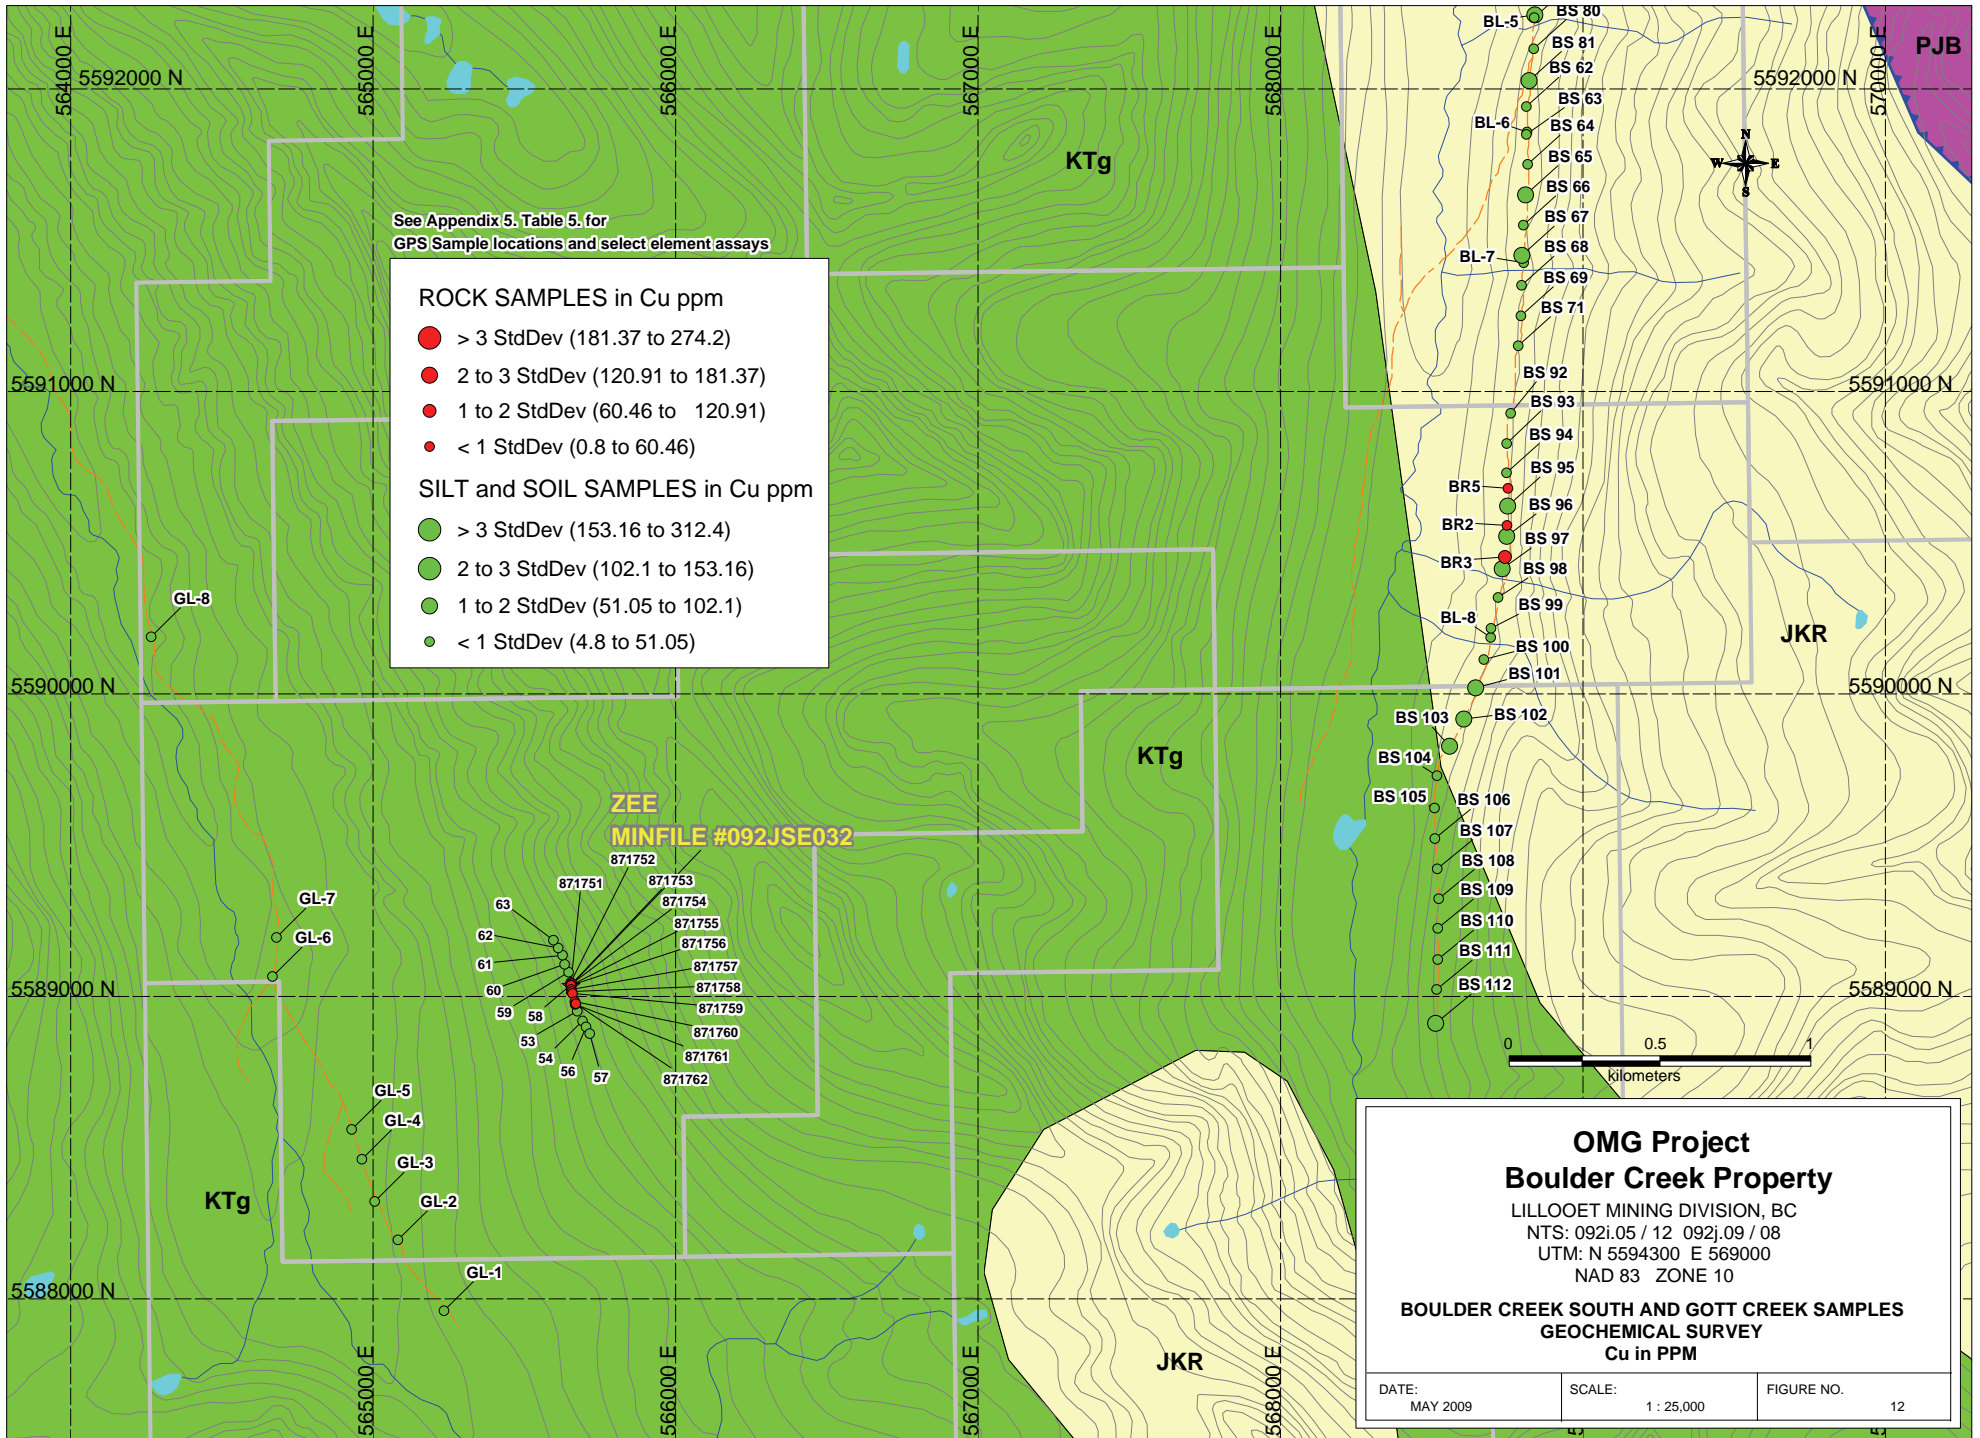 564000 E
565000 E
566000 E
567000 E
568000 E
570000 E
5592000 N
5592000 N
PJB
BL-5
BS 80
BS 81
BS 62
BS 63
BL-6
BS 64
BS 65
BS 66
BS 67
BS 68
BL-7
BS 69
BS 71
N
W
E
S
KTg
See Appendix 5. Table 5. for
GPS Sample locations and select element assays
ROCK SAMPLES in Cu ppm
> 3 StdDev (181.37 to 274.2)
2 to 3 StdDev (120.91 to 181.37)
1 to 2 StdDev (60.46 to 120.91)
< 1 StdDev (0.8 to 60.46)
SILT and SOIL SAMPLES in Cu ppm
> 3 StdDev (153.16 to 312.4)
2 to 3 StdDev (102.1 to 153.16)
1 to 2 StdDev (51.05 to 102.1)
< 1 StdDev (4.8 to 51.05)
5591000 N
5591000 N
BS 92
BS 93
BS 94
BS 95
BR5
BS 96
BR2
BS 97
BR3
BS 98
BS 99
BL-8
BS 100
JKR
GL-8
5590000 N
5590000 N
BS 101
BS 102
BS 103
BS 104
BS 105
BS 106
BS 107
BS 108
BS 109
BS 110
BS 111
BS 112
KTg
ZEE
MINFILE #092JSE032
871752
871751
871753
871754
871755
871756
871757
871758
871759
871760
871761
871762
63
62
61
60
59
58
53
54
56
57
GL-7
GL-6
5589000 N
5589000 N
GL-5
GL-4
GL-3
GL-2
GL-1
KTg
5588000 N
JKR
565000 E
566000 E
567000 E
568000 E
0
0.5
1
kilometers
OMG Project
Boulder Creek Property
LILLOOET MINING DIVISION, BC
NTS: 092i.05 / 12 092j.09 / 08
UTM: N 5594300 E 569000
NAD 83 ZONE 10
BOULDER CREEK SOUTH AND GOTT CREEK SAMPLES
GEOCHEMICAL SURVEY
Cu in PPM
DATE:
MAY 2009
SCALE:
1 : 25,000
FIGURE NO.
12